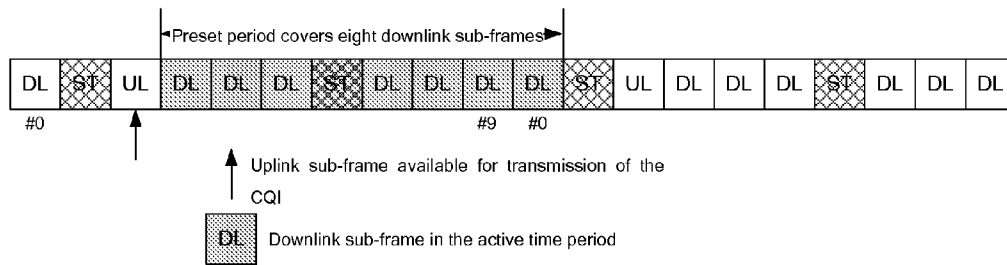 Preset period covers eight downlink sub-frames
DL ST UL DL DL DL ST DL DL DL DL ST UL DL DL DL ST DL DL DL
#0 #9 #0
Uplink sub-frame available for transmission of the
CQI
DL Downlink sub-frame in the active time period